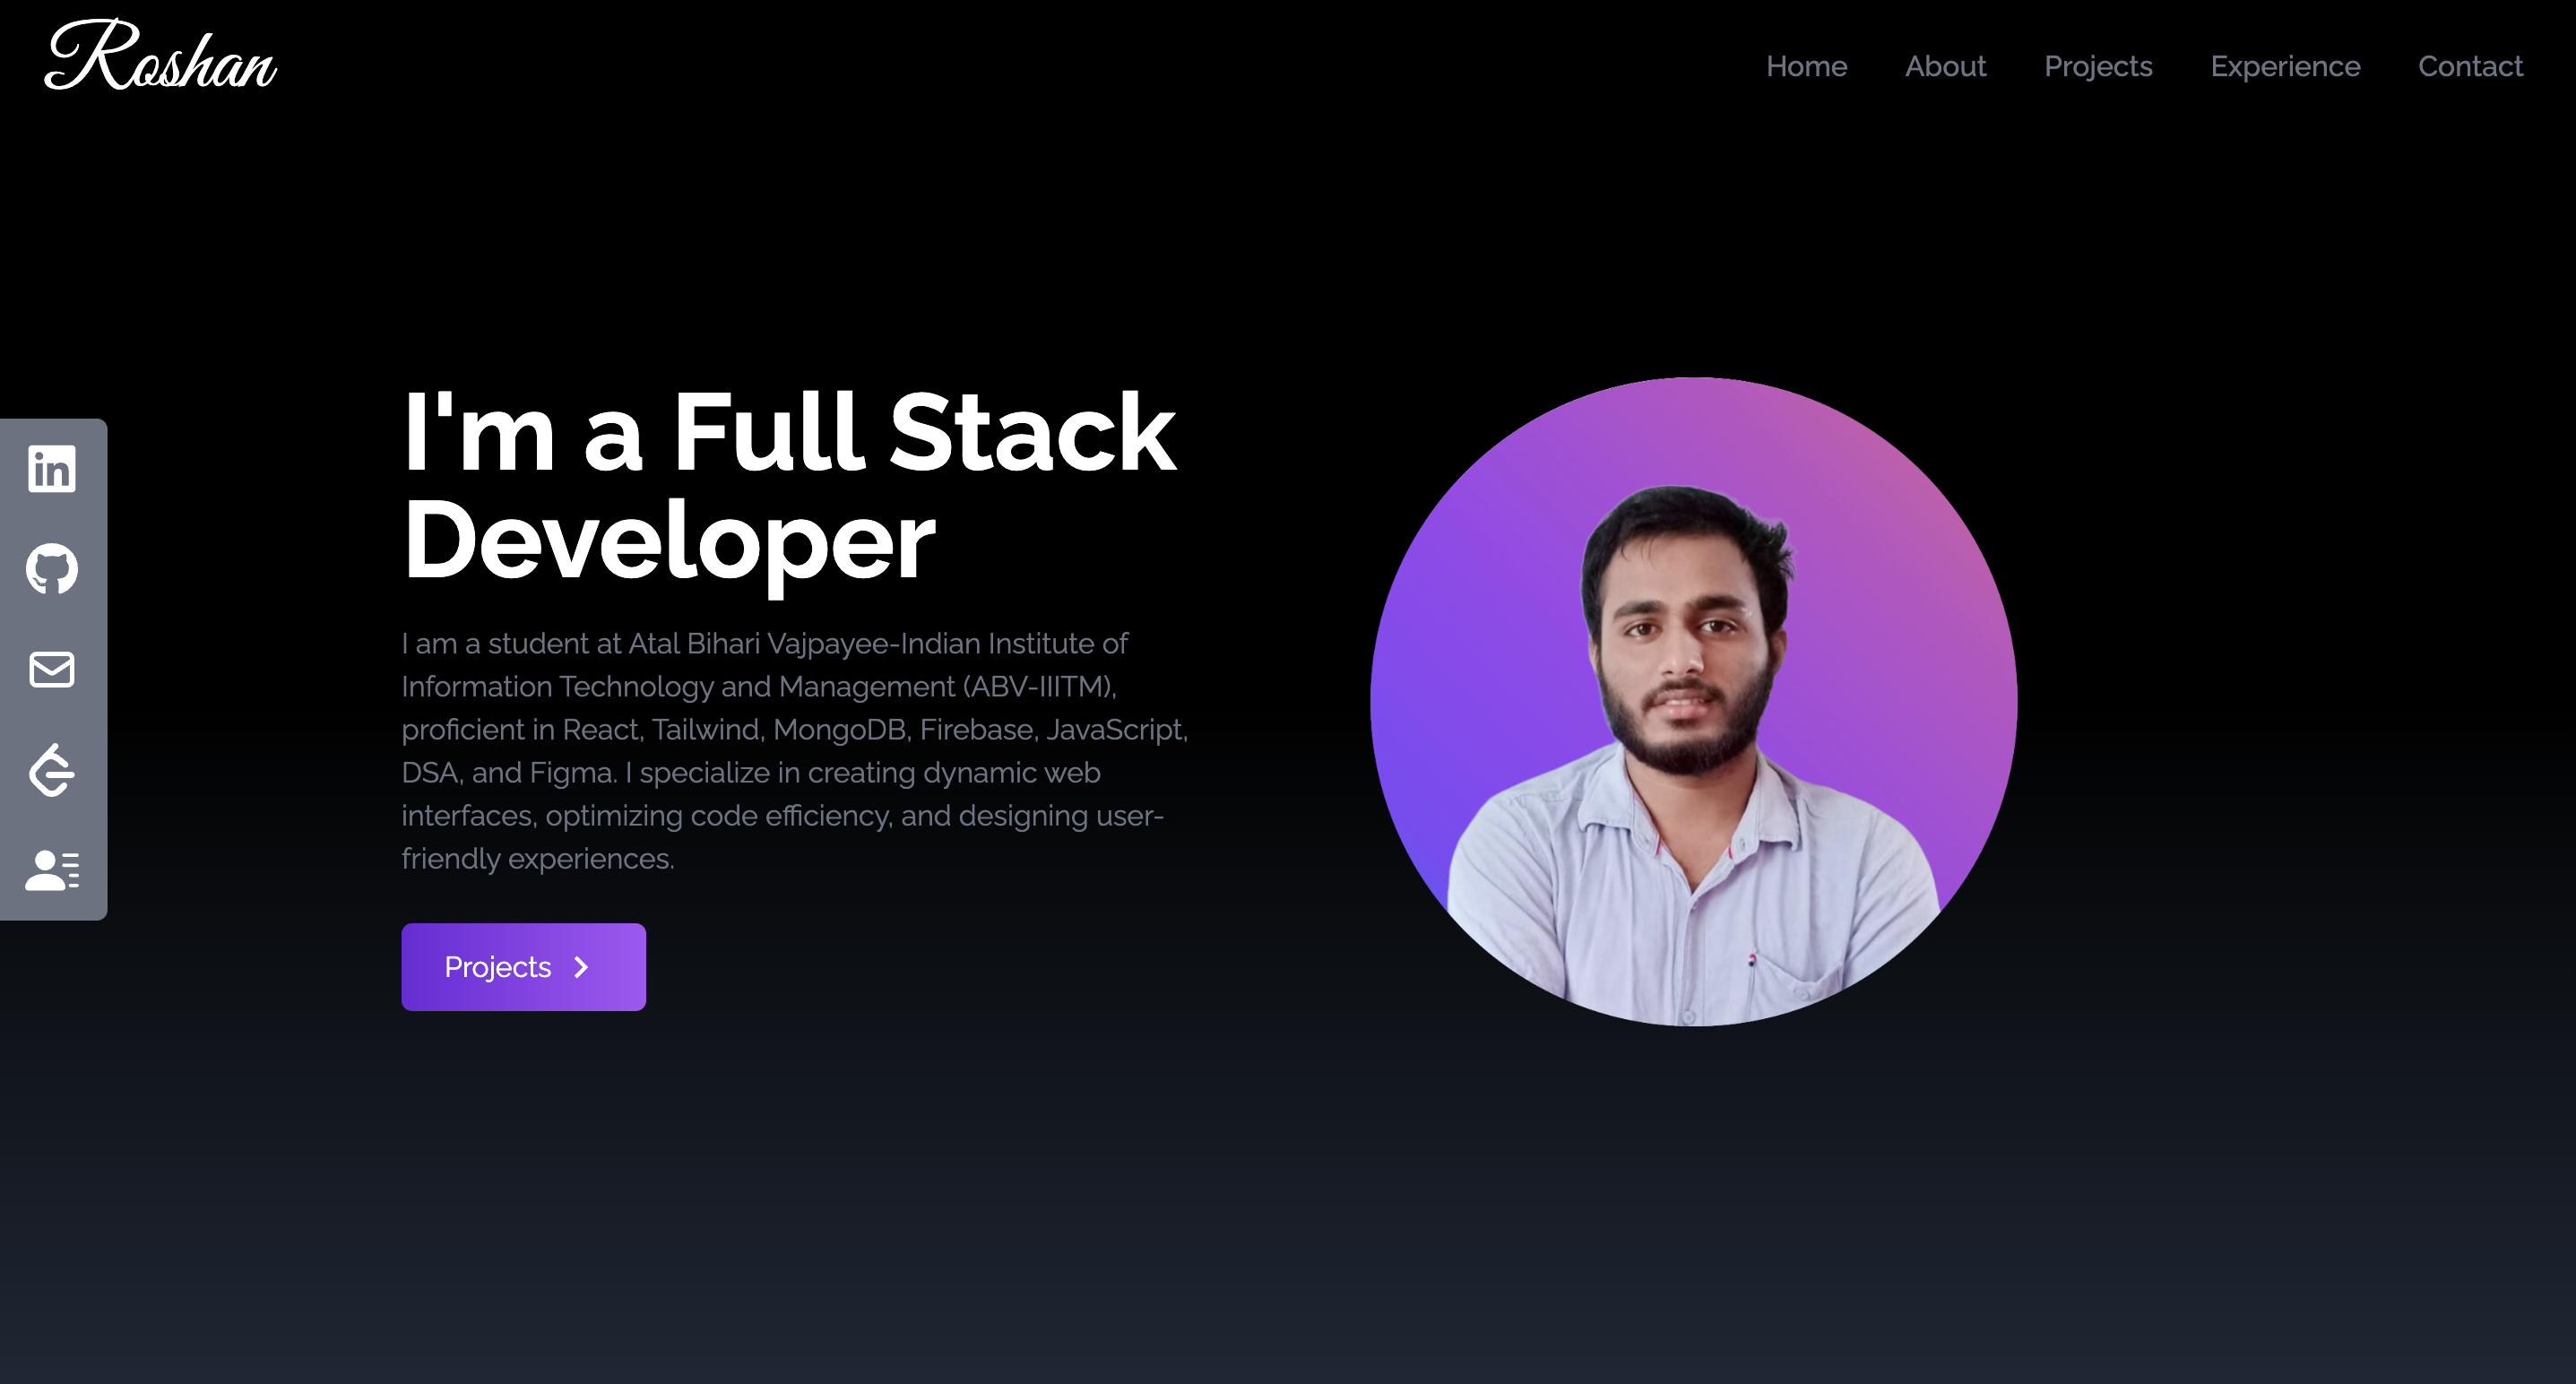 Roshan
Home About Projects Experience Contact
I'm a Full Stack
Developer
I am a student at Atal Bihari Vajpayee-Indian Institute of
Information Technology and Management (ABV-IIITM),
proficient in React, Tailwind, MongoDB, Firebase, JavaScript,
DSA, and Figma. I specialize in creating dynamic web
interfaces, optimizing code efficiency, and designing user-
friendly experiences.
Projects
in